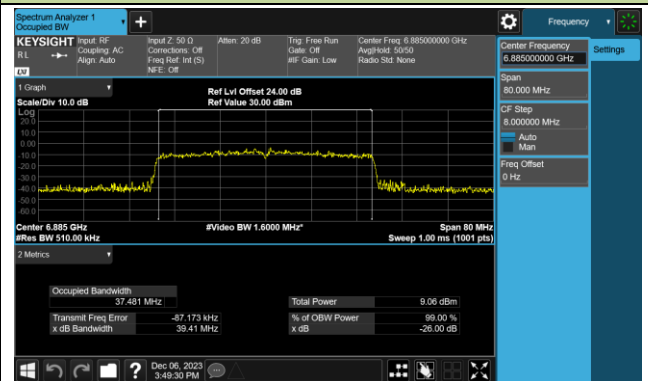 Spectrum Analyzer 1
Occupied BW
Frequency
KEYSIGHT
RL
Input: RF
Coupling: AC
Align: Auto
Input Z: 50 Ω
Corrections: Off
Freq Ref: Int (S)
NFE: Off
Atten: 20 dB
Trig: Free Run
Gate: Off
#IF Gain: Low
Center Freq: 6.885000000 GHz
Avg|Hold: 50/50
Radio Std: None
Center Frequency
6.885000000 GHz
Settings
Span
80.000 MHz
CF Step
8.000000 MHz
Auto
Man
Freq Offset
0 Hz
1 Graph
Scale/Div 10.0 dB
Ref Lvl Offset 24.00 dB
Ref Value 30.00 dBm
Log
20.0
10.0
0.00
-10.0
-20.0
-30.0
-40.0
-50.0
-60.0
Center 6.885 GHz
#Res BW 510.00 kHz
#Video BW 1.6000 MHz*
Span 80 MHz
Sweep 1.00 ms (1001 pts)
2 Metrics
Occupied Bandwidth
37.481 MHz
Total Power
9.06 dBm
Transmit Freq Error
-87.173 kHz
% of OBW Power
99.00 %
x dB Bandwidth
39.41 MHz
x dB
-26.00 dB
?
Dec 06, 2023
3:49:30 PM